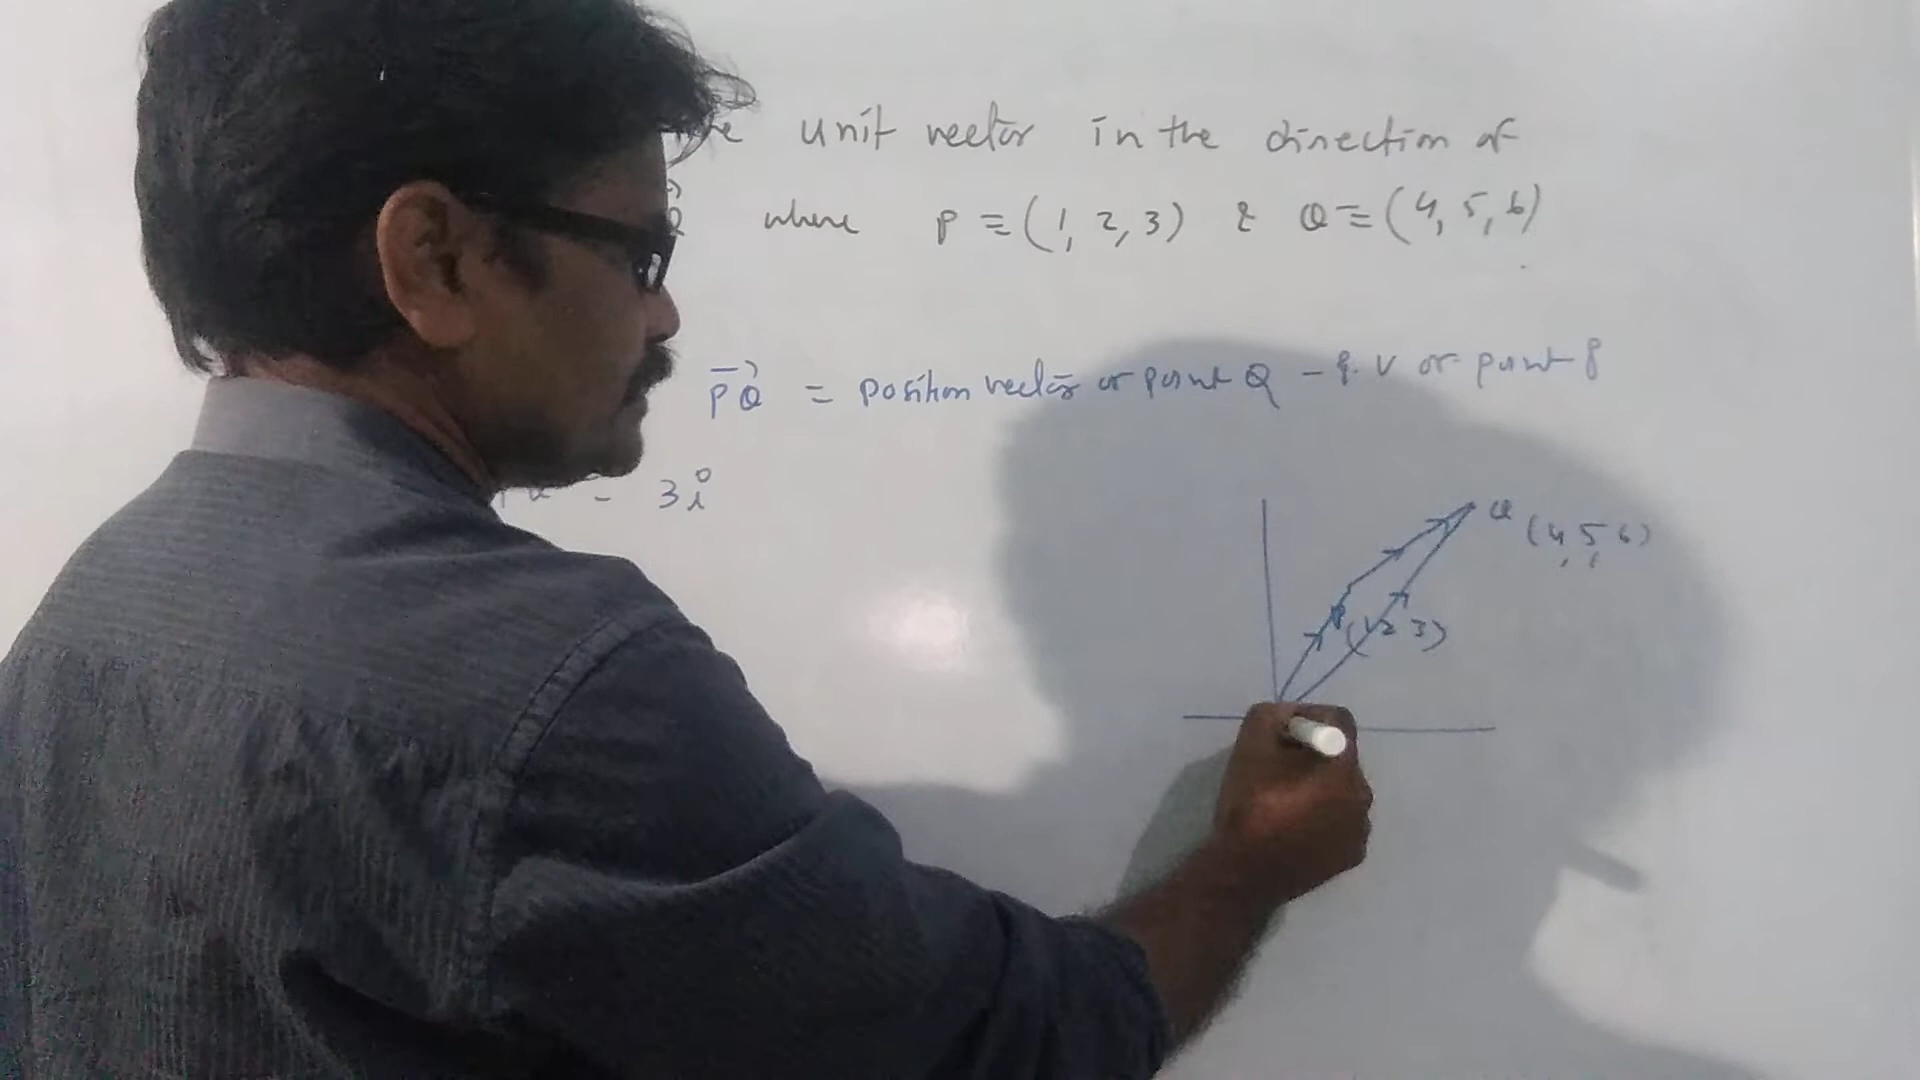 unit vector in the direction of
where P ≡ (1, 2, 3) & Q ≡ (4, 5, 6)
PQ = position vector of point Q - P.V of point P
= 3i
Q (4, 5, 6)
P (1 2 3)